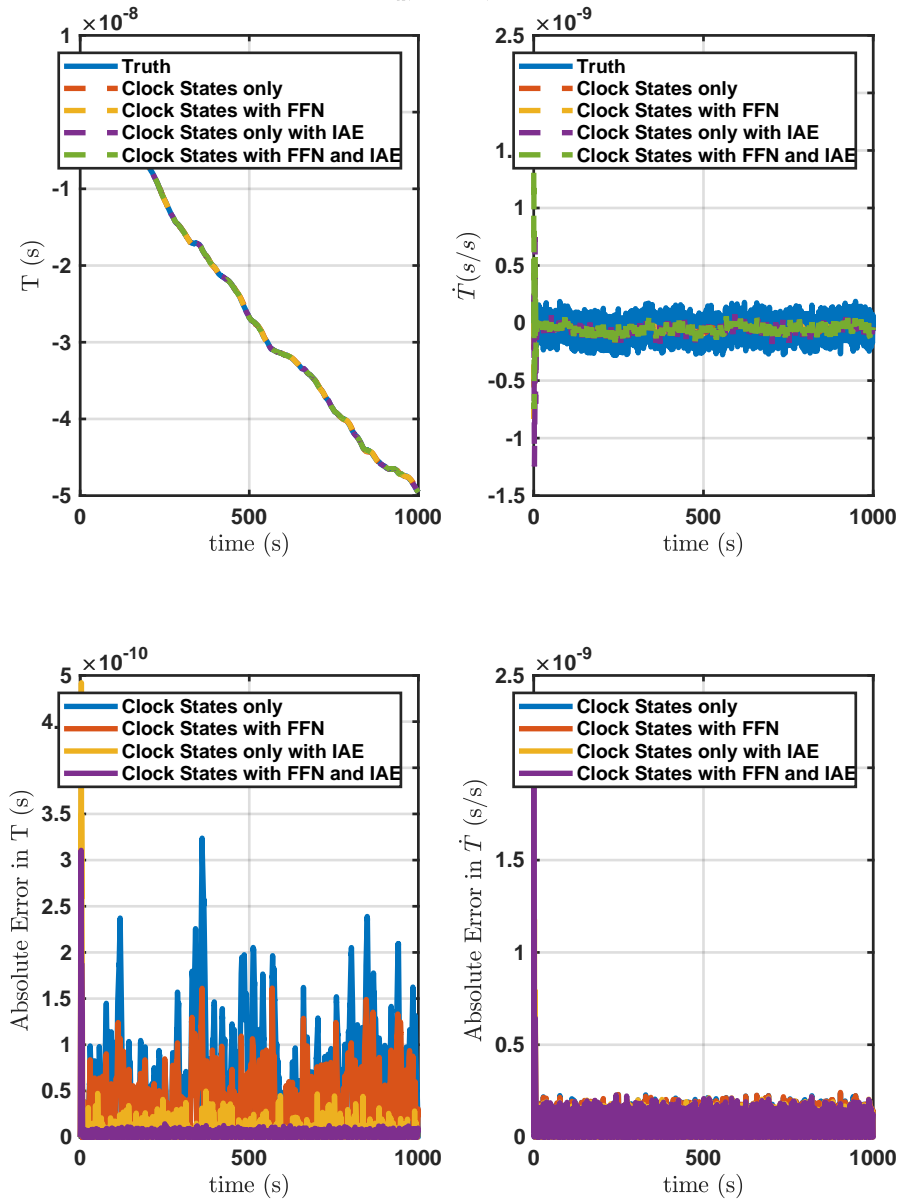 ×10-8
1
Truth
Clock States only
Clock States with FFN
Clock States only with IAE
Clock States with FFN and IAE
-1
-2
-3
-4
-5
T (s)
0
500
1000
time (s)
×10-9
2.5
Truth
Clock States only
Clock States with FFN
Clock States only with IAE
Clock States with FFN and IAE
1.
1
0.5
0
-0.5
-1
-1.5
Ṫ(s/s)
0
500
1000
time (s)
×10-10
5
Clock States only
Clock States with FFN
Clock States only with IAE
Clock States with FFN and IAE
4.
3.5
3
2.5
2
1.5
1
0.5
0
Absolute Error in T (s)
0
500
1000
time (s)
×10-9
2.5
Clock States only
Clock States with FFN
Clock States only with IAE
Clock States with FFN and IAE
1.5
1
0.5
0
Absolute Error in Ṫ (s/s)
0
500
1000
time (s)